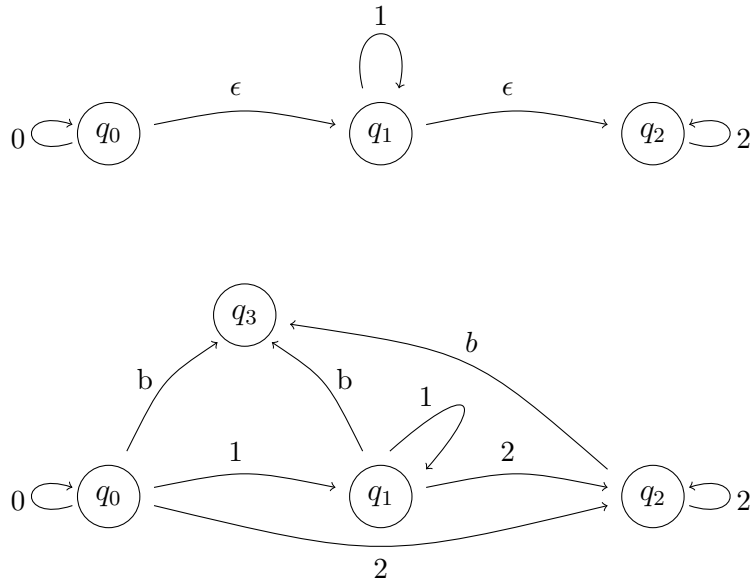 1
ϵ ϵ
0 q₀ q₁ q₂ 2
q₃
b
b b 1
1 2
0 q₀ q₁ q₂ 2
2